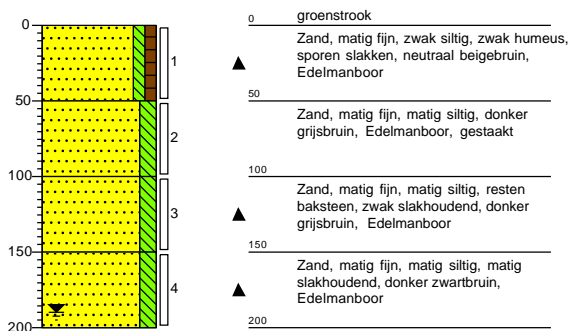 0
50
100
150
200
1
2
3
4
0
groenstrook
Zand, matig fijn, zwak siltig, zwak humeus,
sporen slakken, neutraal beigebruin,
Edelmanboor
50
Zand, matig fijn, matig siltig, donker
grijsbruin, Edelmanboor, gestaakt
100
Zand, matig fijn, matig siltig, resten
baksteen, zwak slakhoudend, donker
grijsbruin, Edelmanboor
150
Zand, matig fijn, matig siltig, matig
slakhoudend, donker zwartbruin,
Edelmanboor
200